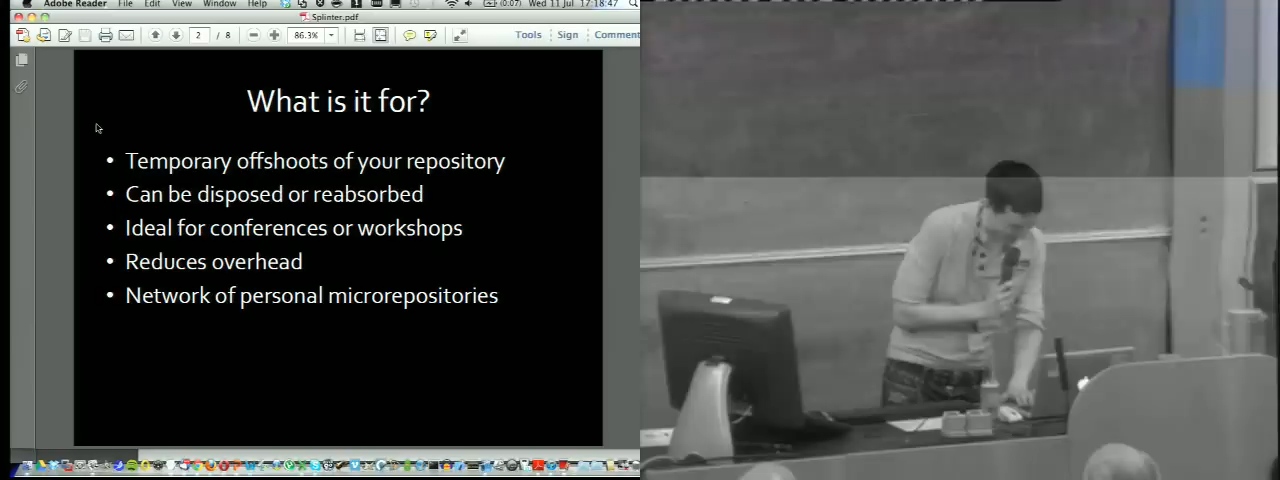 Adobe Reader File Edit View Window Help (0:07) Wed 11 Jul 17:18:47
Splinter.pdf
2 / 8 86.3% Tools Sign Comment
What is it for?
• Temporary offshoots of your repository
• Can be disposed or reabsorbed
• Ideal for conferences or workshops
• Reduces overhead
• Network of personal microrepositories